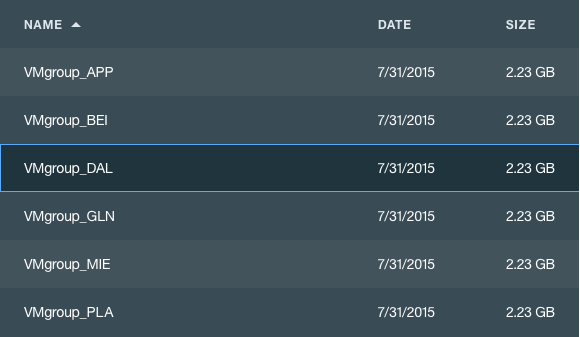 NAME DATE SIZE
VMgroup_APP 7/31/2015 2.23 GB
VMgroup_BEI 7/31/2015 2.23 GB
VMgroup_DAL 7/31/2015 2.23 GB
VMgroup_GLN 7/31/2015 2.23 GB
VMgroup_MIE 7/31/2015 2.23 GB
VMgroup_PLA 7/31/2015 2.23 GB